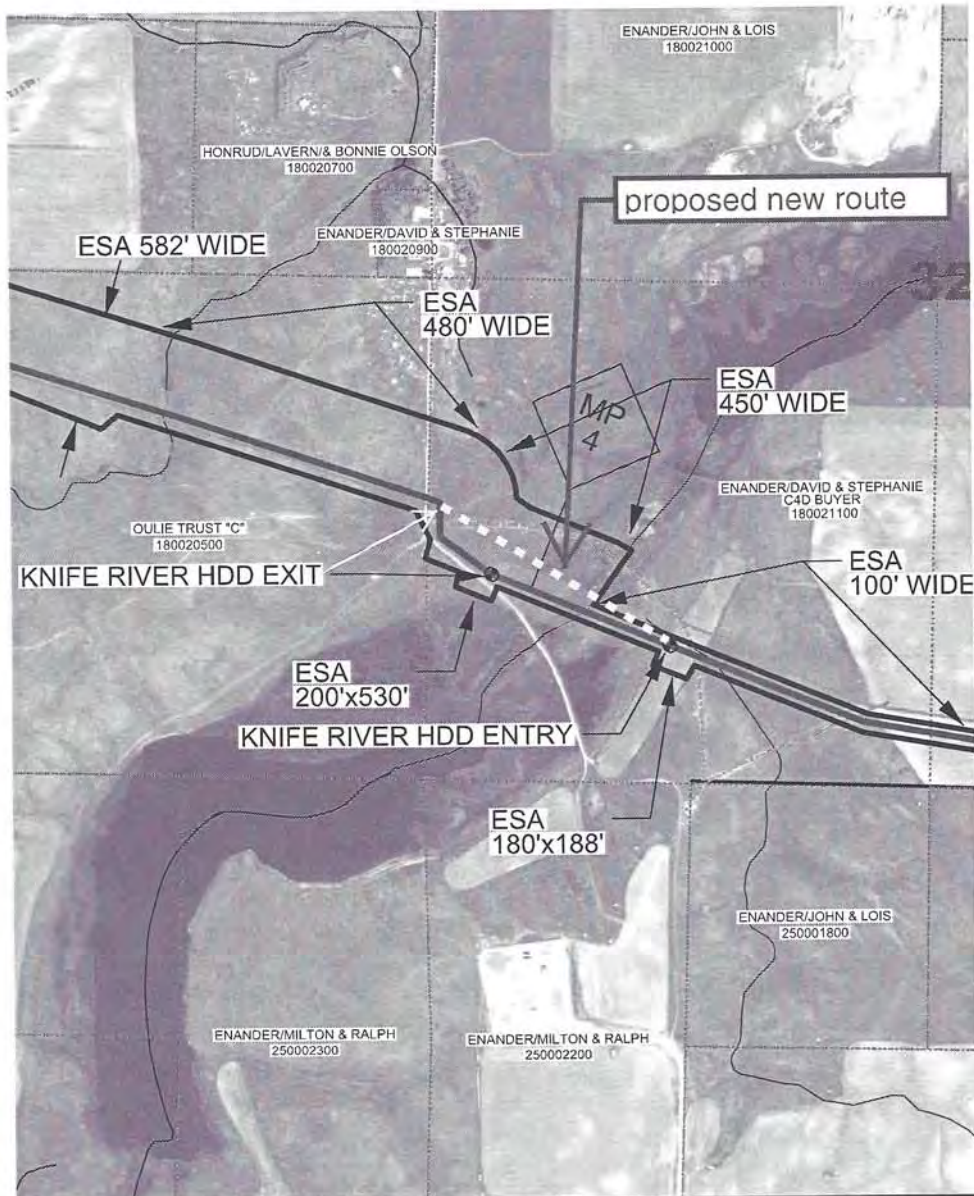 ENANDER/JOHN & LOIS
180021000
HONRUD/LAVERN/& BONNIE OLSON
180020700
proposed new route
ENANDER/DAVID & STEPHANIE
180020900
ESA 582' WIDE
ESA
480' WIDE
ESA
450' WIDE
MP
4
ENANDER/DAVID & STEPHANIE
C4D BUYER
180021100
OULIE TRUST "C"
180020500
KNIFE RIVER HDD EXIT
ESA
100' WIDE
ESA
200'x530'
KNIFE RIVER HDD ENTRY
ESA
180'x188'
ENANDER/JOHN & LOIS
250001800
ENANDER/MILTON & RALPH
250002300
ENANDER/MILTON & RALPH
250002200